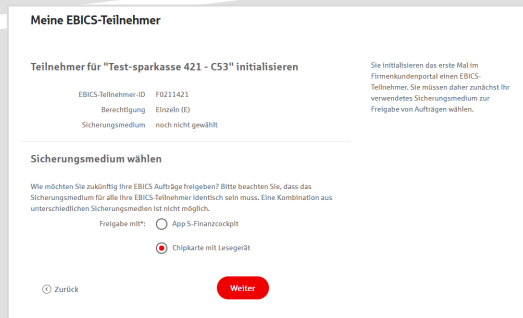 Meine EBICS-Teilnehmer
Teilnehmer für "Test-sparkasse 421 - C53" initialisieren
EBICS-Teilnehmer-ID F0211421
Berechtigung Einzeln (E)
Sicherungsmedium noch nicht gewählt
Sie initialisieren das erste Mal im
Firmenkundenportal einen EBICS-
Teilnehmer. Sie müssen daher zunächst Ihr
verwendetes Sicherungsmedium zur
Freigabe von Aufträgen wählen.
Sicherungsmedium wählen
Wie möchten Sie zukünftig Ihre EBICS Aufträge freigeben? Bitte beachten Sie, dass das
Sicherungsmedium für alle Ihre EBICS-Teilnehmer identisch sein muss. Eine Kombination aus
unterschiedlichen Sicherungsmedien ist nicht möglich.
Freigabe mit*: App S-Finanzcockpit
Chipkarte mit Lesegerät
Zurück
Weiter